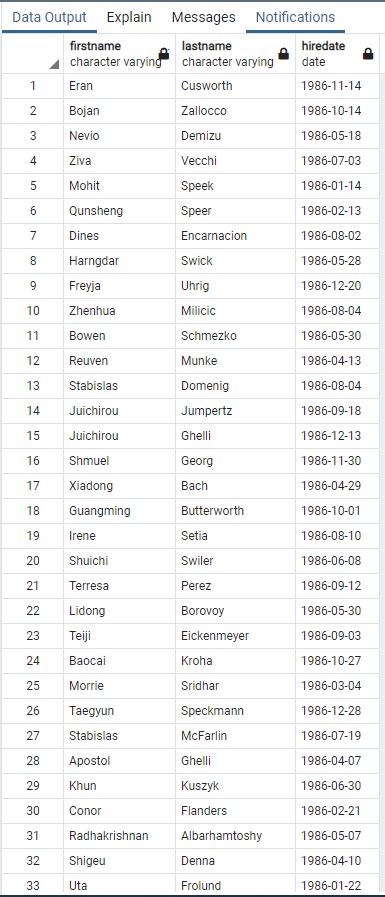 Data Output Explain Messages Notifications
firstname lastname hiredate
character varying character varying date
1 Eran Cusworth 1986-11-14
2 Bojan Zallocco 1986-10-14
3 Nevio Demizu 1986-05-18
4 Ziva Vecchi 1986-07-03
5 Mohit Speek 1986-01-14
6 Qunsheng Speer 1986-02-13
7 Dines Encarnacion 1986-08-02
8 Harngdar Swick 1986-05-28
9 Freyja Uhrig 1986-12-20
10 Zhenhua Milicic 1986-08-04
11 Bowen Schmezko 1986-05-30
12 Reuven Munke 1986-04-13
13 Stabislas Domenig 1986-08-04
14 Juichirou Jumpertz 1986-09-18
15 Juichirou Ghelli 1986-12-13
16 Shmuel Georg 1986-11-30
17 Xiadong Bach 1986-04-29
18 Guangming Butterworth 1986-10-01
19 Irene Setia 1986-08-10
20 Shuichi Swiler 1986-06-08
21 Terresa Perez 1986-09-12
22 Lidong Borovoy 1986-05-30
23 Teiji Eickenmeyer 1986-09-03
24 Baocai Kroha 1986-10-27
25 Morrie Sridhar 1986-03-04
26 Taegyun Speckmann 1986-12-28
27 Stabislas McFarlin 1986-07-19
28 Apostol Ghelli 1986-04-07
29 Khun Kuszyk 1986-06-30
30 Conor Flanders 1986-02-21
31 Radhakrishnan Albarhamtoshy 1986-05-07
32 Shigeu Denna 1986-04-10
33 Uta Frolund 1986-01-22